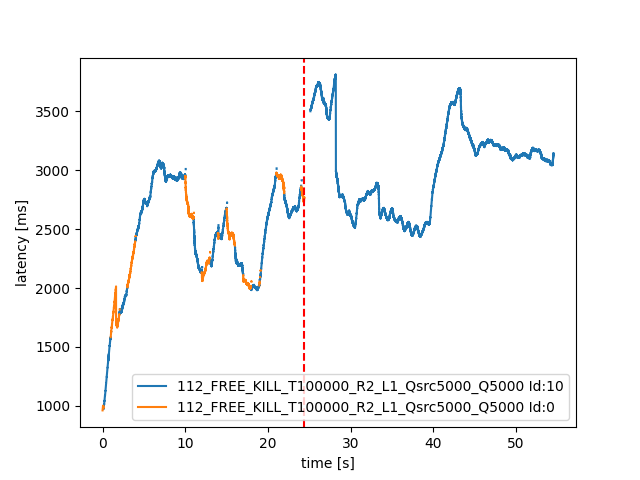 latency [ms]
3500
3000
2500
2000
1500
1000
112_FREE_KILL_T100000_R2_L1_Qsrc5000_Q5000 Id:10
112_FREE_KILL_T100000_R2_L1_Qsrc5000_Q5000 Id:0
0 10 20 30 40 50
time [s]